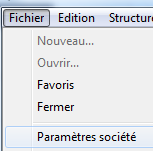 Fichier Edition Structure
Nouveau...
Ouvrir...
Favoris
Fermer
Paramètres société